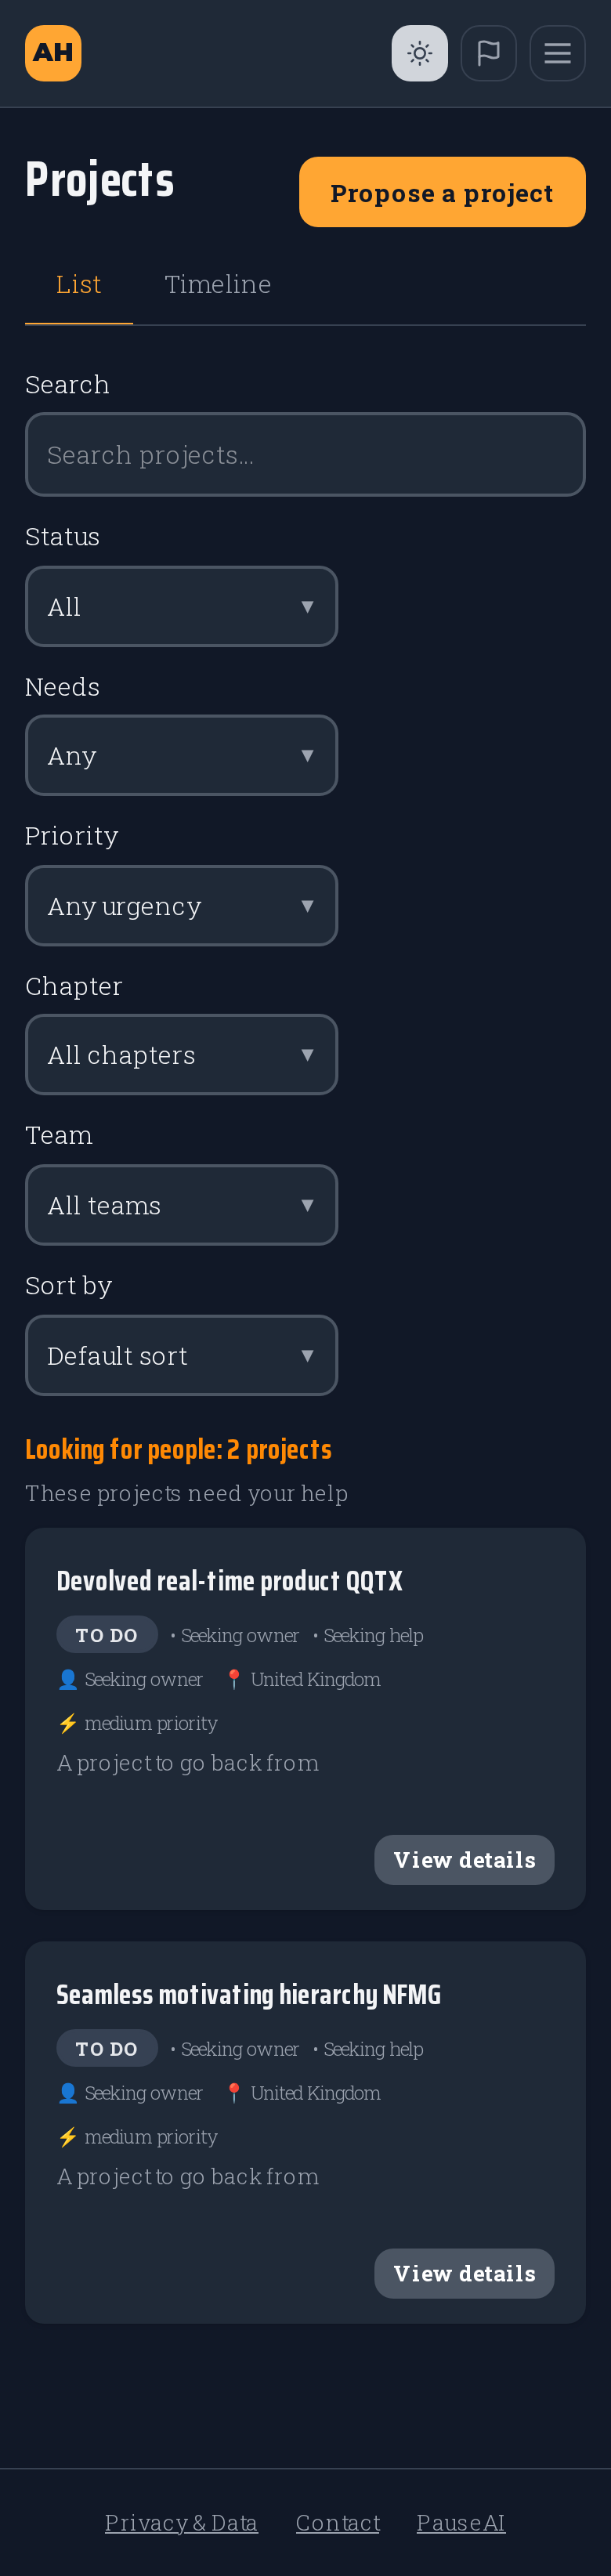 AH
Projects
Propose a project
List Timeline
Search
Search projects...
Status
All
Needs
Any
Priority
Any urgency
Chapter
All chapters
Team
All teams
Sort by
Default sort
Looking for people: 2 projects
These projects need your help
Devolved real-time product QQTX
TO DO • Seeking owner • Seeking help
👤 Seeking owner 📍 United Kingdom
⚡ medium priority
A project to go back from
View details
Seamless motivating hierarchy NFMG
TO DO • Seeking owner • Seeking help
👤 Seeking owner 📍 United Kingdom
⚡ medium priority
A project to go back from
View details
Privacy & Data Contact PauseAI